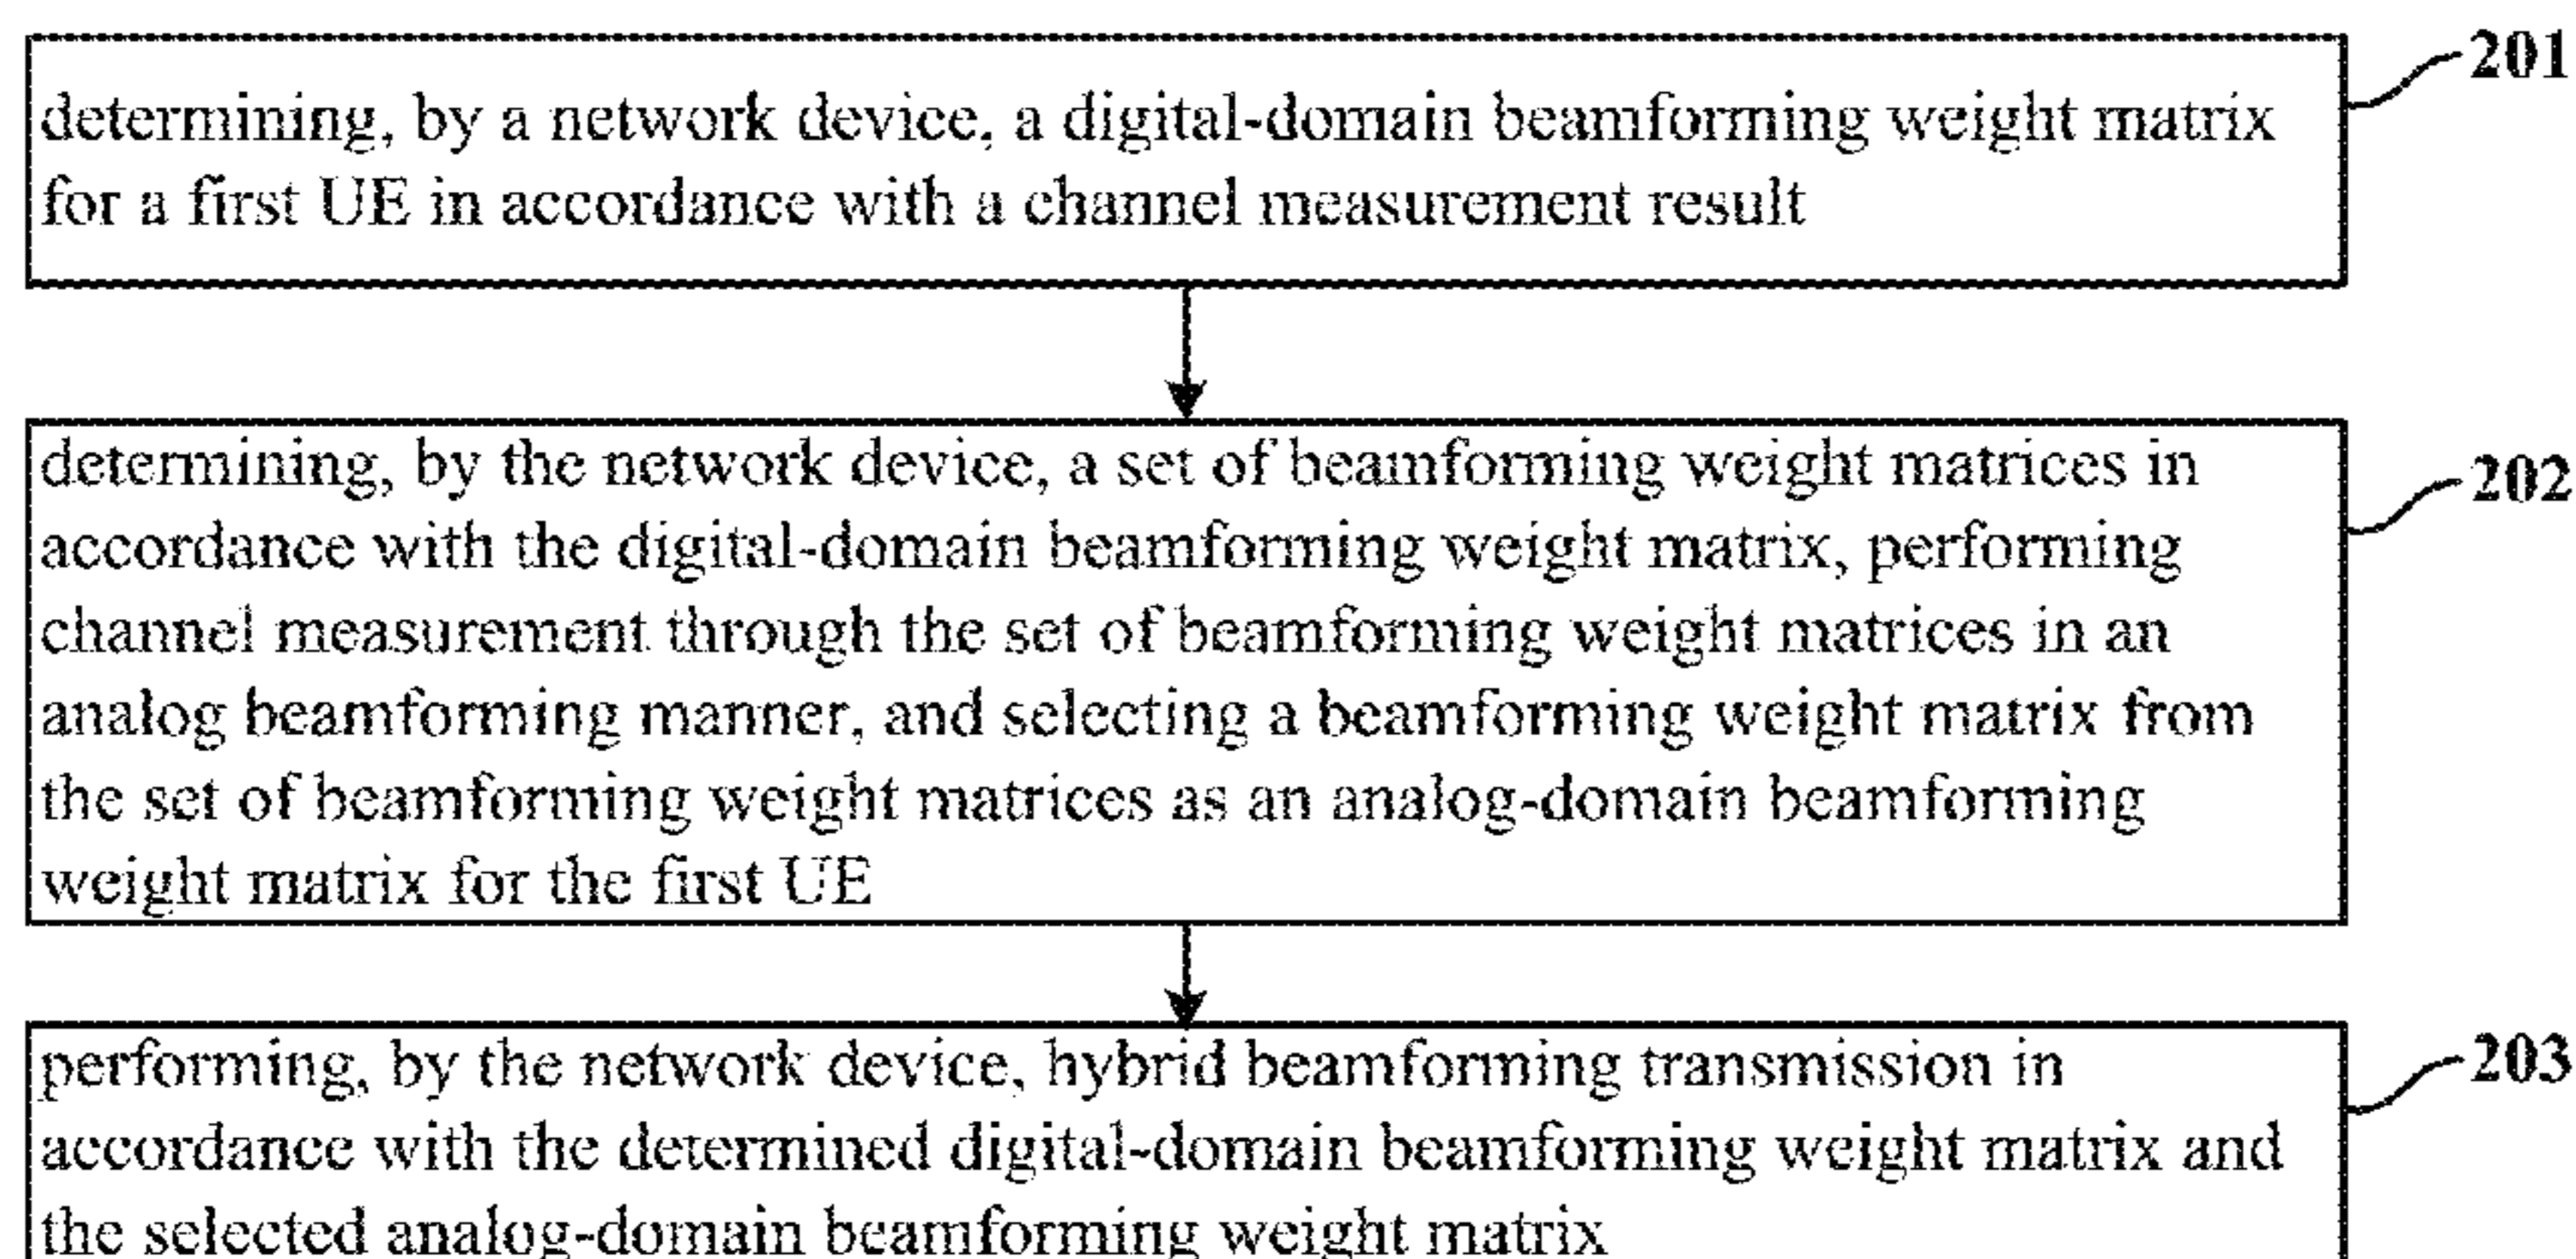 201
determining, by a network device, a digital-domain beamforming weight matrix
for a first UE in accordance with a channel measurement result
202
determining, by the network device, a set of beamforming weight matrices in
accordance with the digital-domain beamforming weight matrix, performing
channel measurement through the set of beamforming weight matrices in an
analog beamforming manner, and selecting a beamforming weight matrix from
the set of beamforming weight matrices as an analog-domain beamforming
weight matrix for the first UE
203
performing, by the network device, hybrid beamforming transmission in
accordance with the determined digital-domain beamforming weight matrix and
the selected analog-domain beamforming weight matrix